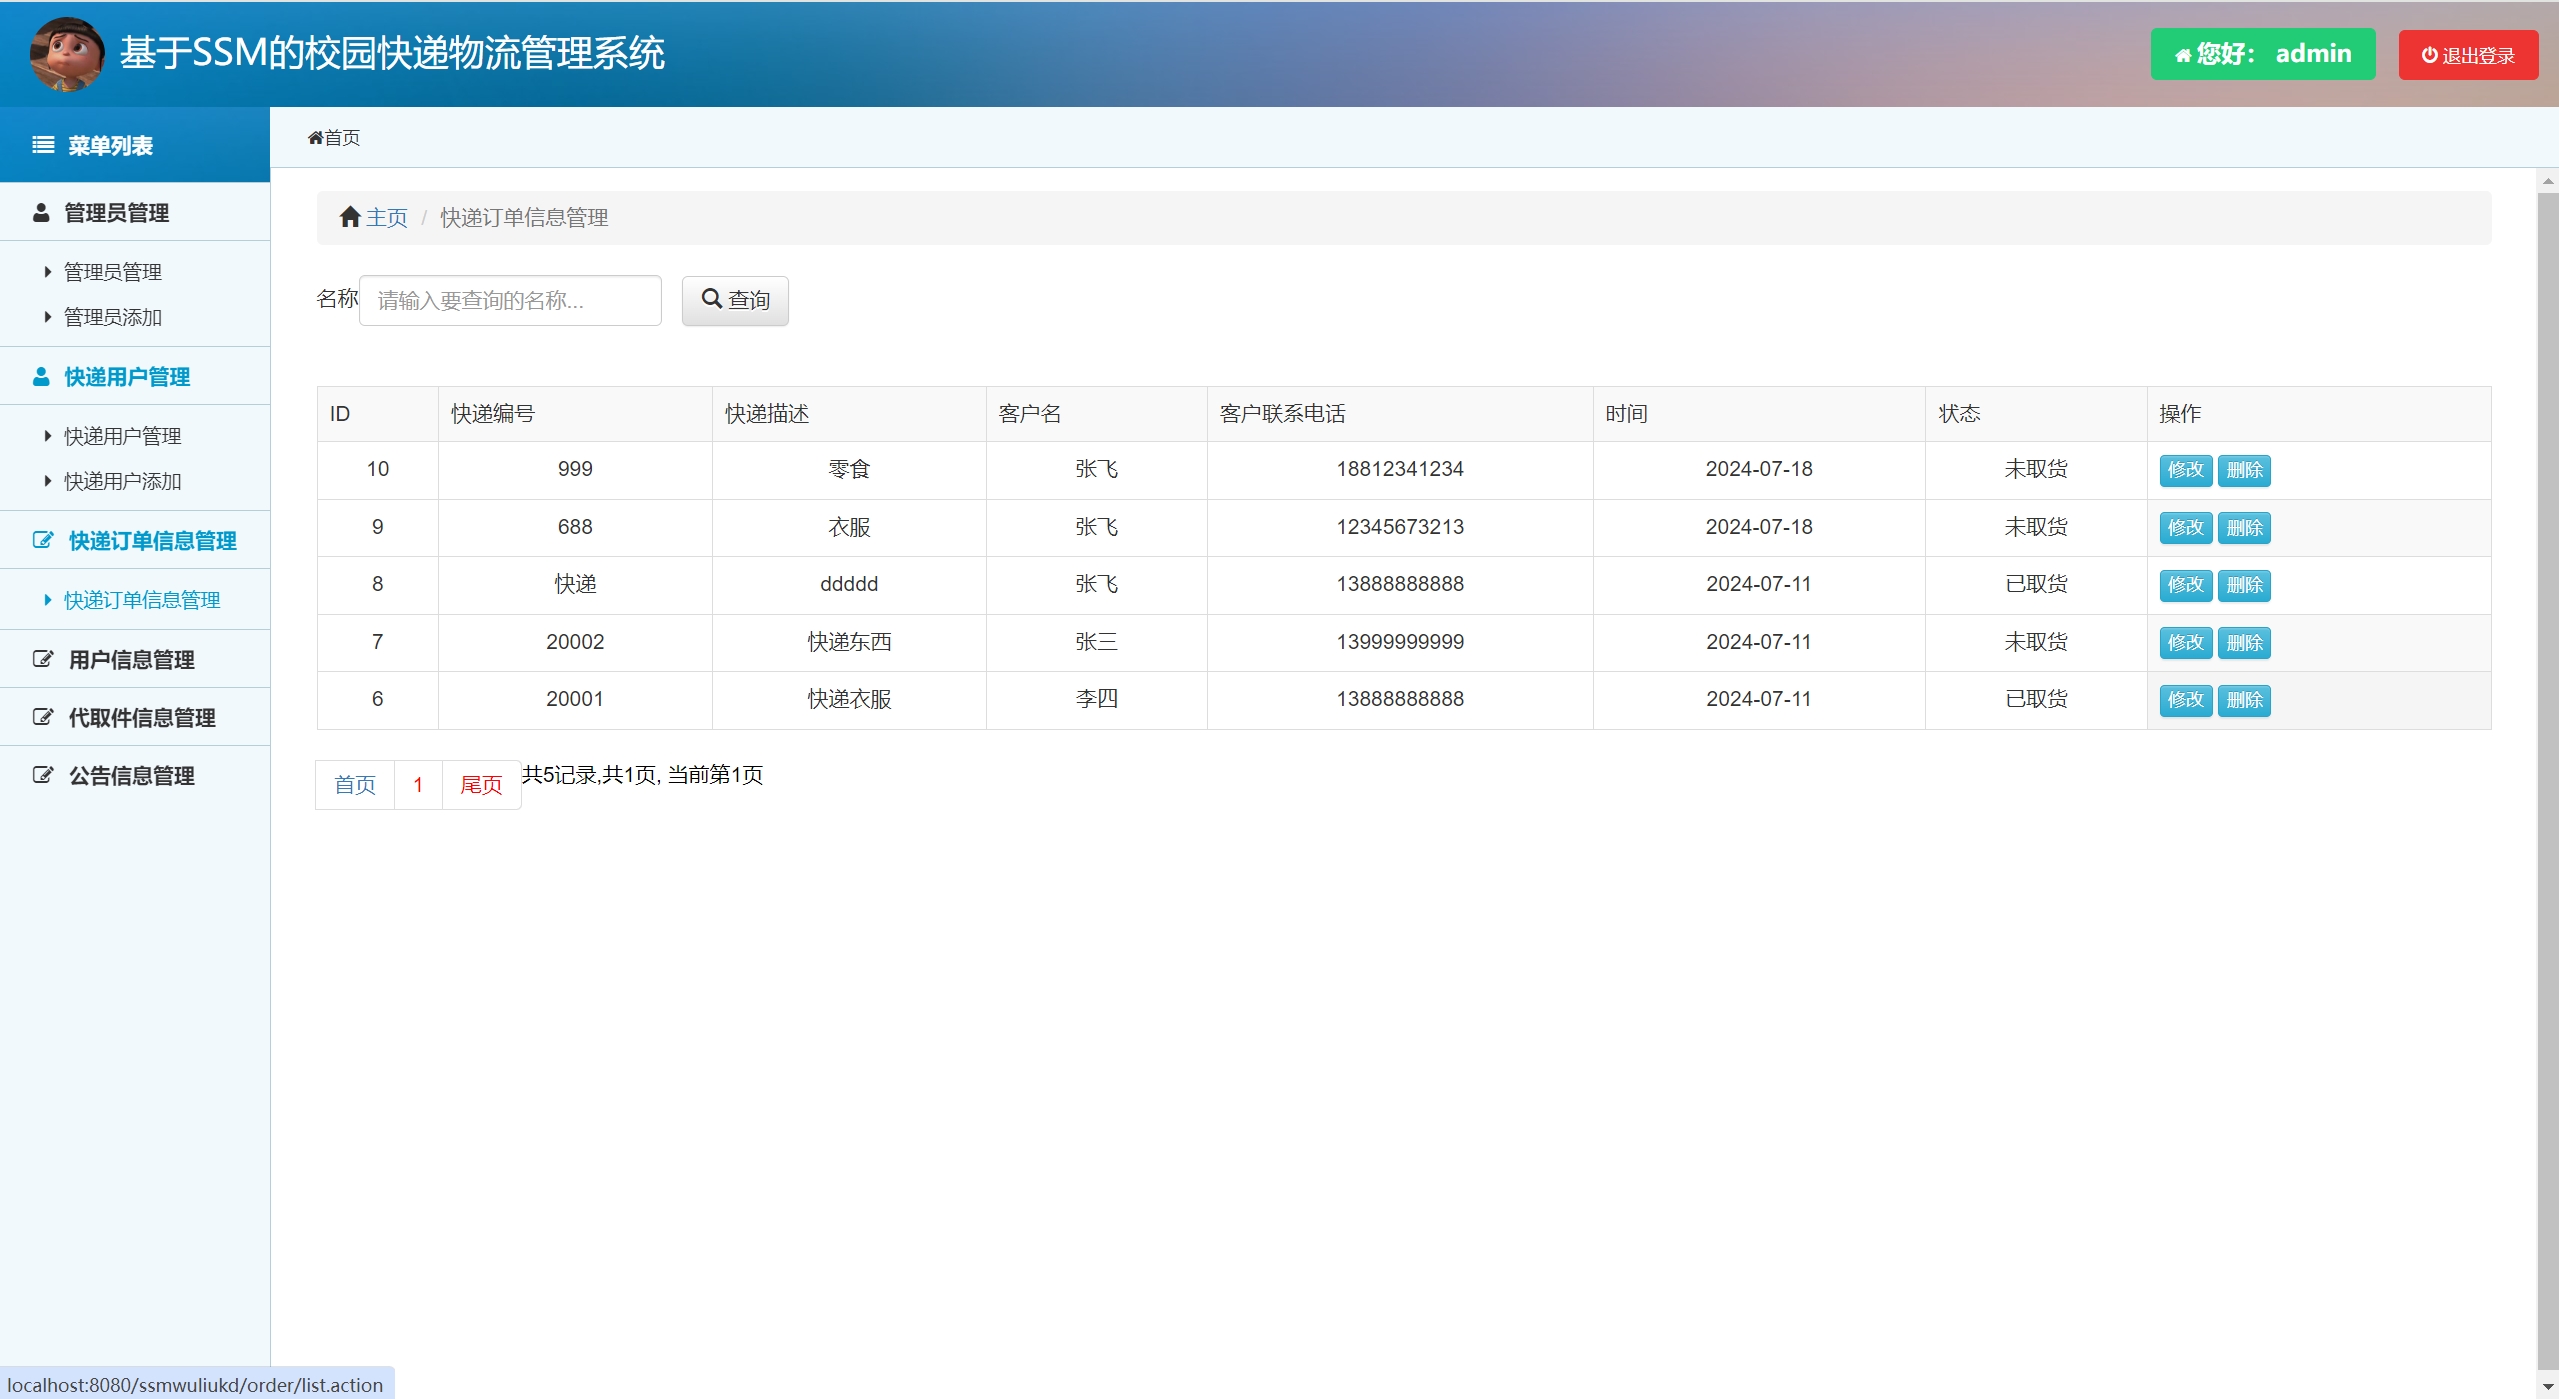 基于SSM的校园快递物流管理系统
您好： admin
退出登录
菜单列表
首页
管理员管理
管理员管理
管理员添加
快递用户管理
快递用户管理
快递用户添加
快递订单信息管理
快递订单信息管理
用户信息管理
代取件信息管理
公告信息管理
主页 / 快递订单信息管理
名称 请输入要查询的名称... 查询
ID 快递编号 快递描述 客户名 客户联系电话 时间 状态 操作
10 999 零食 张飞 18812341234 2024-07-18 未取货 修改 删除
9 688 衣服 张飞 12345673213 2024-07-18 未取货 修改 删除
8 快递 ddddd 张飞 13888888888 2024-07-11 已取货 修改 删除
7 20002 快递东西 张三 13999999999 2024-07-11 未取货 修改 删除
6 20001 快递衣服 李四 13888888888 2024-07-11 已取货 修改 删除
首页 1 尾页 共5记录,共1页, 当前第1页
localhost:8080/ssmwuliukd/order/list.action